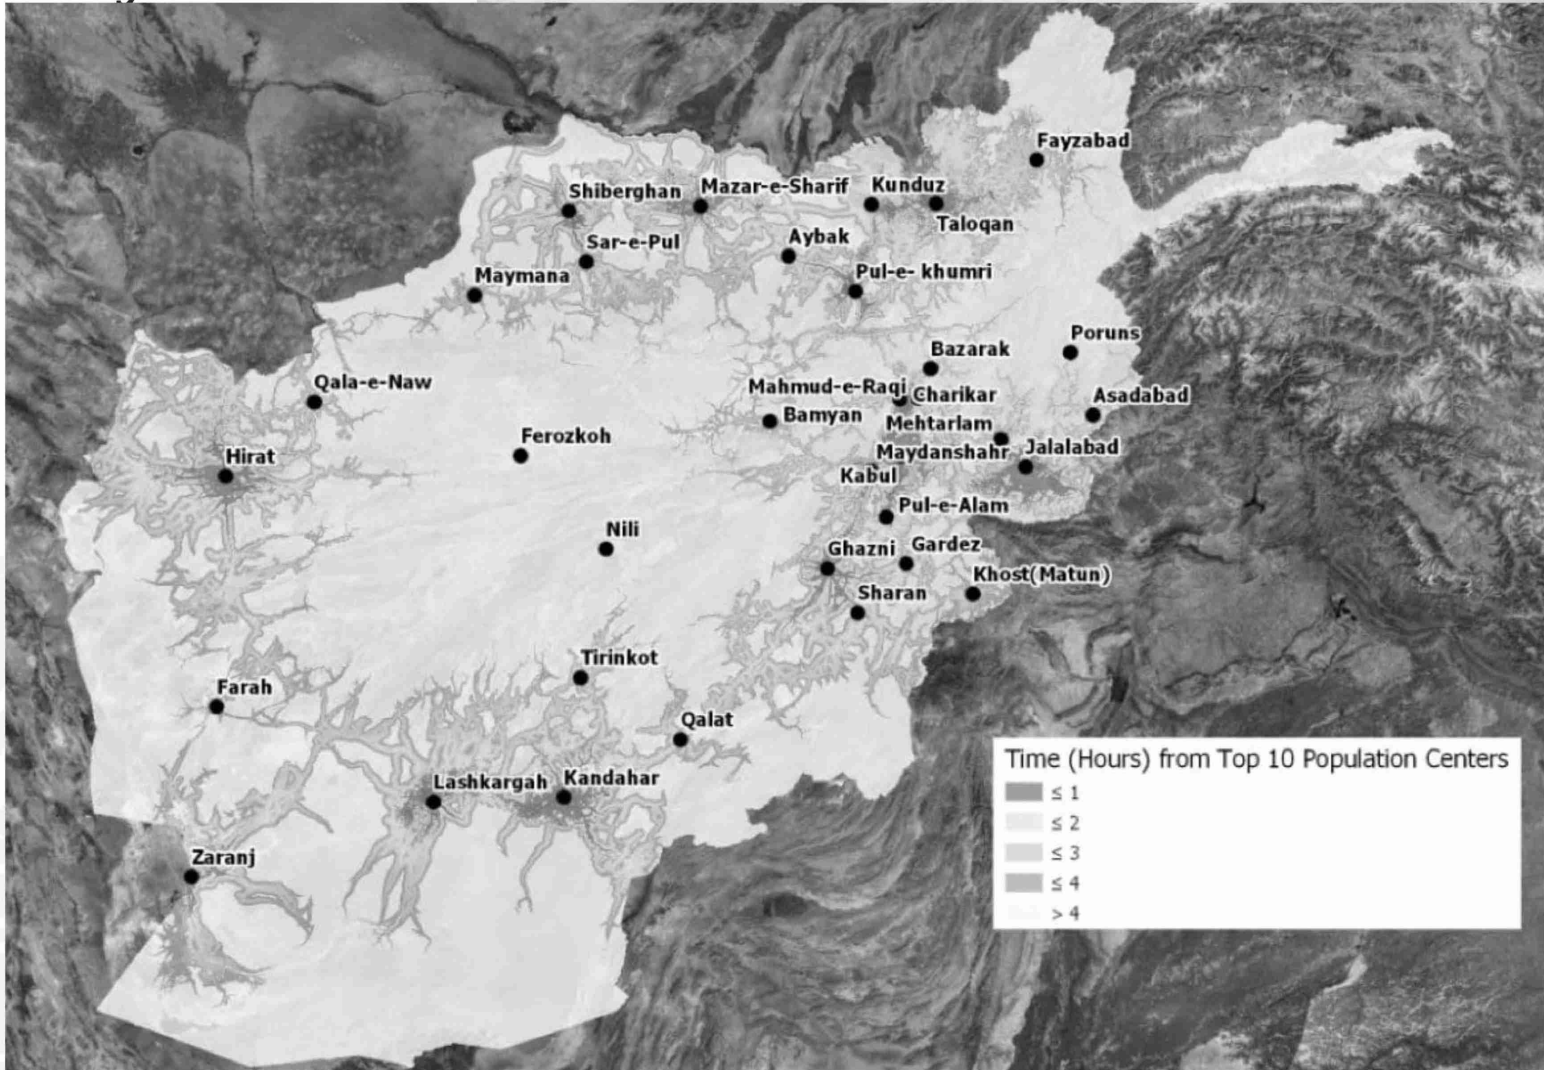 Fayzabad
Shiberghan
Mazar-e-Sharif
Kunduz
Taloqan
Sar-e-Pul
Aybak
Maymana
Pul-e- khumri
Poruns
Bazarak
Qala-e-Naw
Mahmud-e-Raqi
Charikar
Asadabad
Bamyan
Mehtarlam
Ferozkoh
Hirat
Maydanshahr
Jalalabad
Kabul
Pul-e-Alam
Nili
Ghazni
Gardez
Khost(Matun)
Sharan
Tirinkot
Farah
Qalat
Lashkargah
Kandahar
Zaranj
Time (Hours) from Top 10 Population Centers
≤ 1
≤ 2
≤ 3
≤ 4
> 4